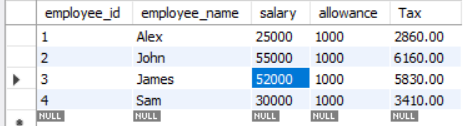 employee_id employee_name salary allowance Tax
1 Alex 25000 1000 2860.00
2 John 55000 1000 6160.00
3 James 52000 1000 5830.00
4 Sam 30000 1000 3410.00
NULL NULL NULL NULL NULL